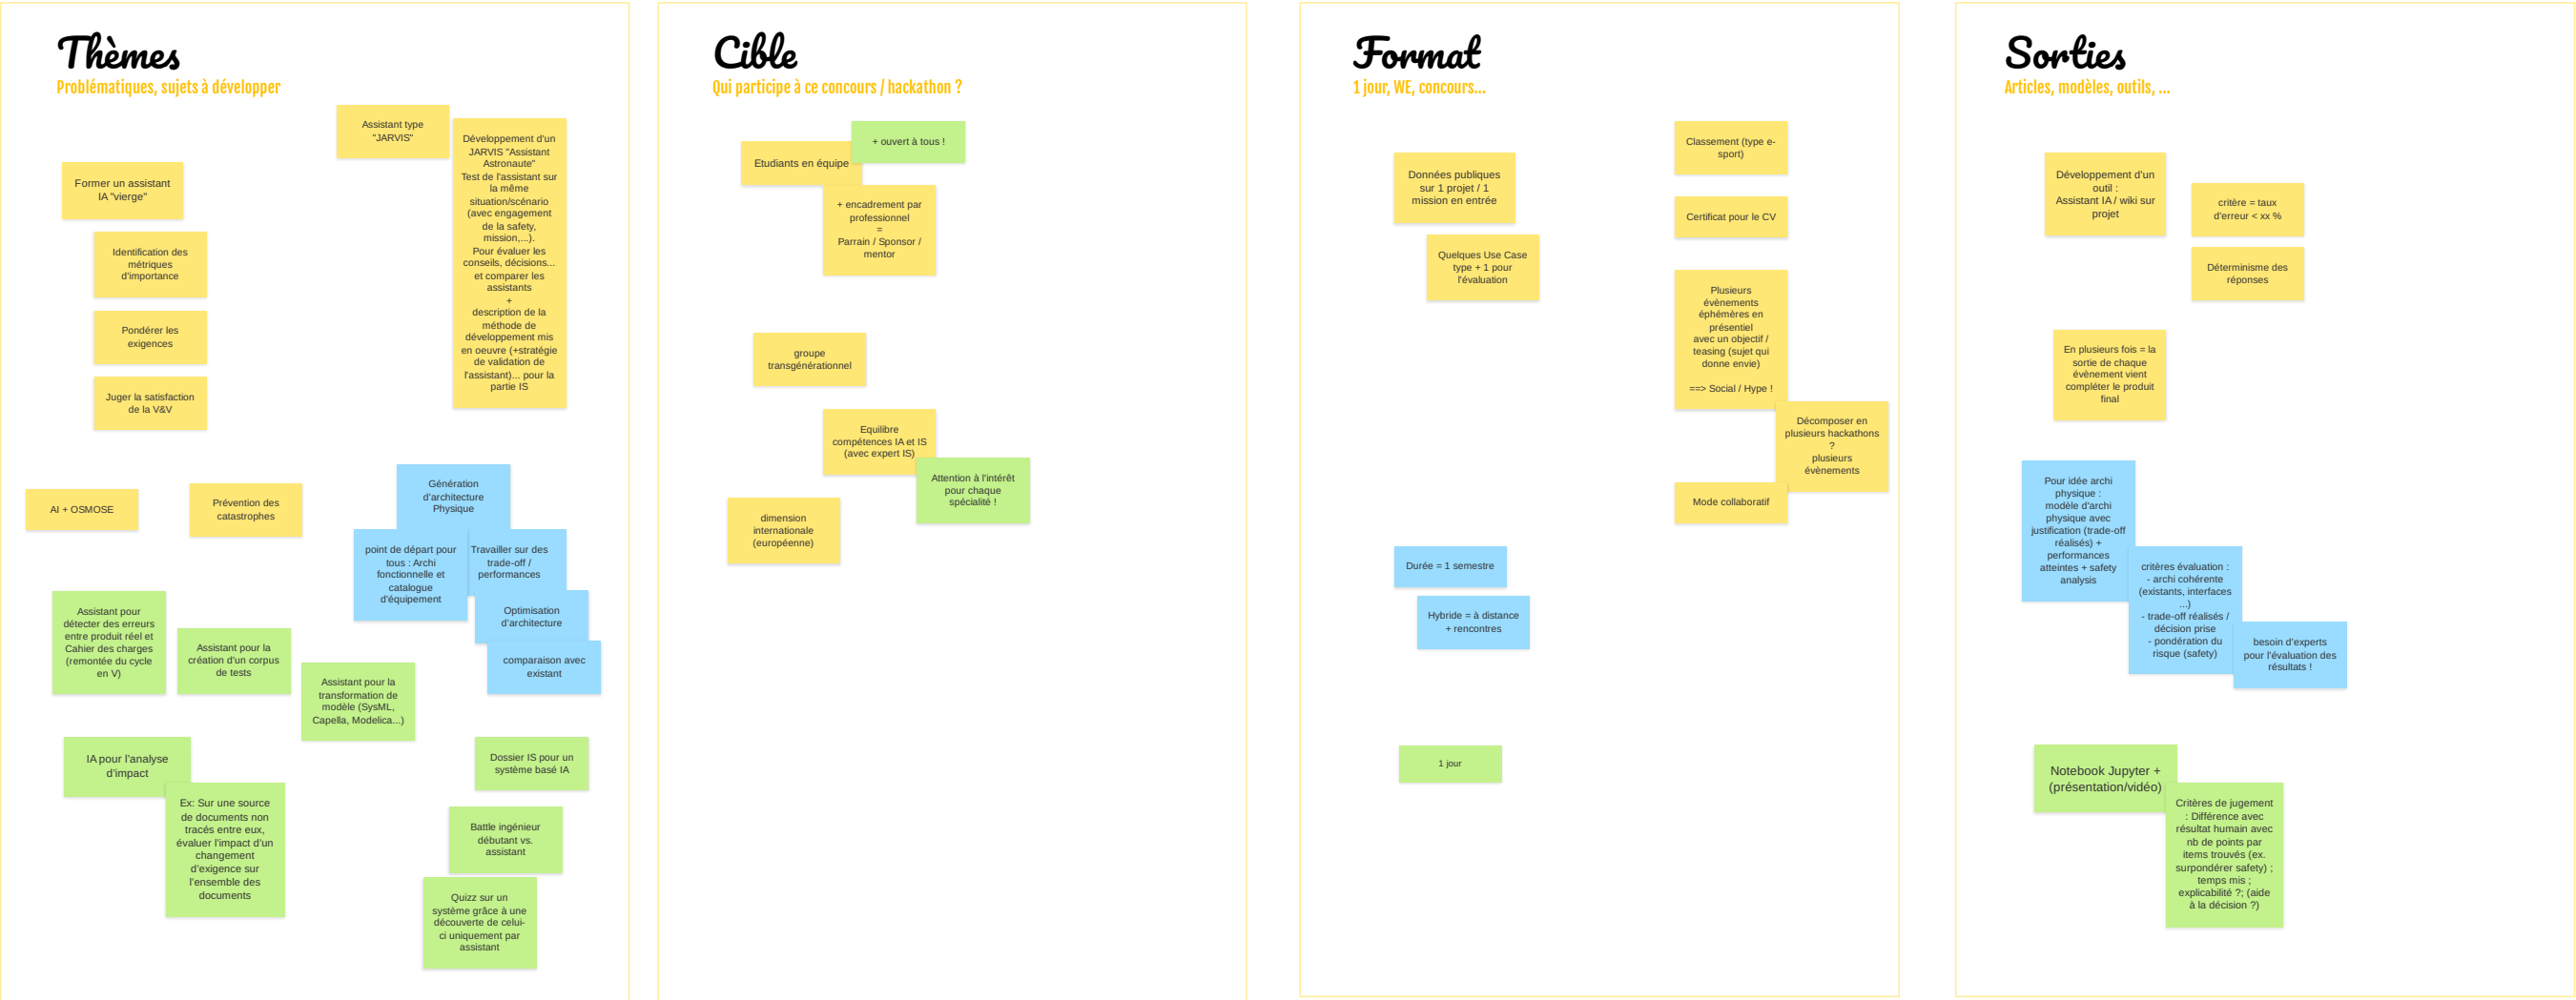 Thèmes
Problématiques, sujets à développer
Assistant type
"JARVIS"
Développement d'un
JARVIS "Assistant
Astronaute"
Test de l'assistant sur
la même
situation/scénario
(avec engagement
de la safety,
mission,...).
Pour évaluer les
conseils, décisions...
et comparer les
assistants
+
description de la
méthode de
développement mis
en oeuvre (+stratégie
de validation de
l'assistant)... pour la
partie IS
Former un assistant
IA "vierge"
Identification des
métriques
d'importance
Pondérer les
exigences
Juger la satisfaction
de la V&V
AI + OSMOSE
Prévention des
catastrophes
Génération
d'architecture
Physique
point de départ pour
tous : Archi
fonctionnelle et
catalogue
d'équipement
Travailler sur des
trade-off /
performances
Optimisation
d'architecture
comparaison avec
existant
Assistant pour
détecter des erreurs
entre produit réel et
Cahier des charges
(remontée du cycle
en V)
Assistant pour la
création d'un corpus
de tests
Assistant pour la
transformation de
modèle (SysML,
Capella, Modelica...)
IA pour l'analyse
d'impact
Ex: Sur une source
de documents non
tracés entre eux,
évaluer l'impact d'un
changement
d'exigence sur
l'ensemble des
documents
Dossier IS pour un
système basé IA
Battle ingénieur
débutant vs.
assistant
Quizz sur un
système grâce à une
découverte de celui-
ci uniquement par
assistant
Cible
Qui participe à ce concours / hackathon ?
Etudiants en équipe
+ ouvert à tous !
+ encadrement par
professionnel
=
Parrain / Sponsor /
mentor
groupe
transgénérationnel
Equilibre
compétences IA et IS
(avec expert IS)
Attention à l'intérêt
pour chaque
spécialité !
dimension
internationale
(européenne)
Format
1 jour, WE, concours...
Données publiques
sur 1 projet / 1
mission en entrée
Quelques Use Case
type + 1 pour
l'évaluation
Classement (type e-
sport)
Certificat pour le CV
Plusieurs
évènements
éphémères en
présentiel
avec un objectif /
teasing (sujet qui
donne envie)
==> Social / Hype !
Décomposer en
plusieurs hackathons
?
plusieurs
évènements
Mode collaboratif
Durée = 1 semestre
Hybride = à distance
+ rencontres
1 jour
Sorties
Articles, modèles, outils, ...
Développement d'un
outil :
Assistant IA / wiki sur
projet
critère = taux
d'erreur < xx %
Déterminisme des
réponses
En plusieurs fois = la
sortie de chaque
évènement vient
compléter le produit
final
Pour idée archi
physique :
modèle d'archi
physique avec
justification (trade-off
réalisés) +
performances
atteintes + safety
analysis
critères évaluation :
- archi cohérente
(existants, interfaces
...)
- trade-off réalisés /
décision prise
- pondération du
risque (safety)
besoin d'experts
pour l'évaluation des
résultats !
Notebook Jupyter +
(présentation/vidéo)
Critères de jugement
: Différence avec
résultat humain avec
nb de points par
items trouvés (ex.
surpondérer safety) ;
temps mis ;
explicabilité ?; (aide
à la décision ?)